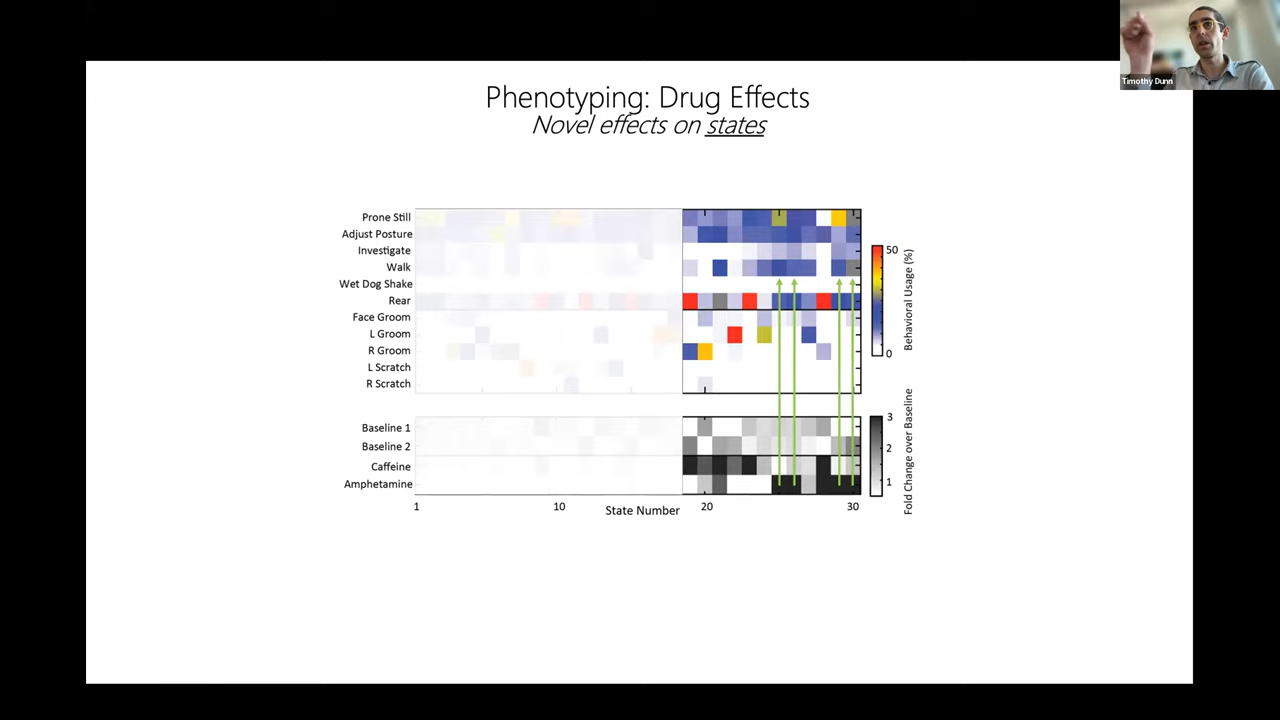 Timothy Dunn
Phenotyping: Drug Effects
Novel effects on states
Prone Still
Adjust Posture
Investigate
Walk
Wet Dog Shake
Rear
Face Groom
L Groom
R Groom
L Scratch
R Scratch
50
0
Behavioral Usage (%)
Baseline 1
Baseline 2
Caffeine
Amphetamine
3
2
1
Fold Change over Baseline
1
10
20
30
State Number